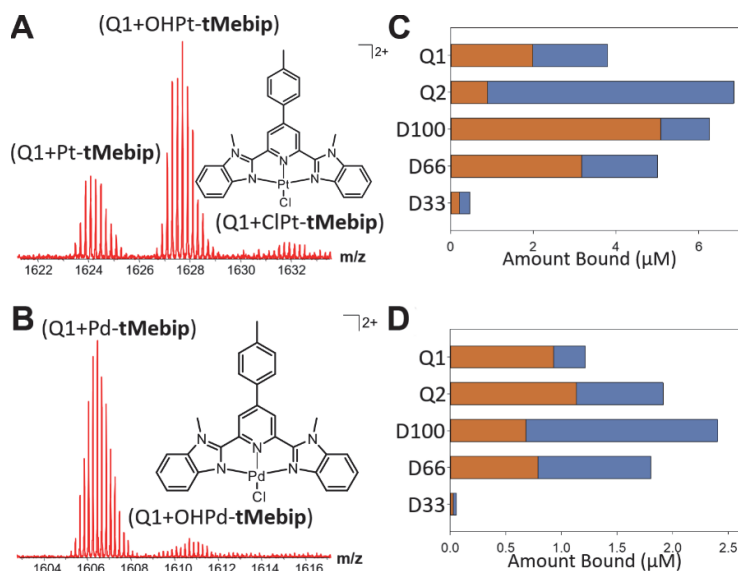 A
(Q1+OHPt-tMebip)
2+
(Q1+Pt-tMebip)
N
N
N
N
N
Pt
Cl
(Q1+ClPt-tMebip)
1622 1624 1626 1628 1630 1632 m/z
B
(Q1+Pd-tMebip)
2+
N
N
N
N
N
Pd
Cl
(Q1+OHPd-tMebip)
1604 1606 1608 1610 1612 1614 1616 m/z
C
Q1
Q2
D100
D66
D33
0 2 4 6
Amount Bound (µM)
D
Q1
Q2
D100
D66
D33
0.0 0.5 1.0 1.5 2.0 2.5
Amount Bound (µM)